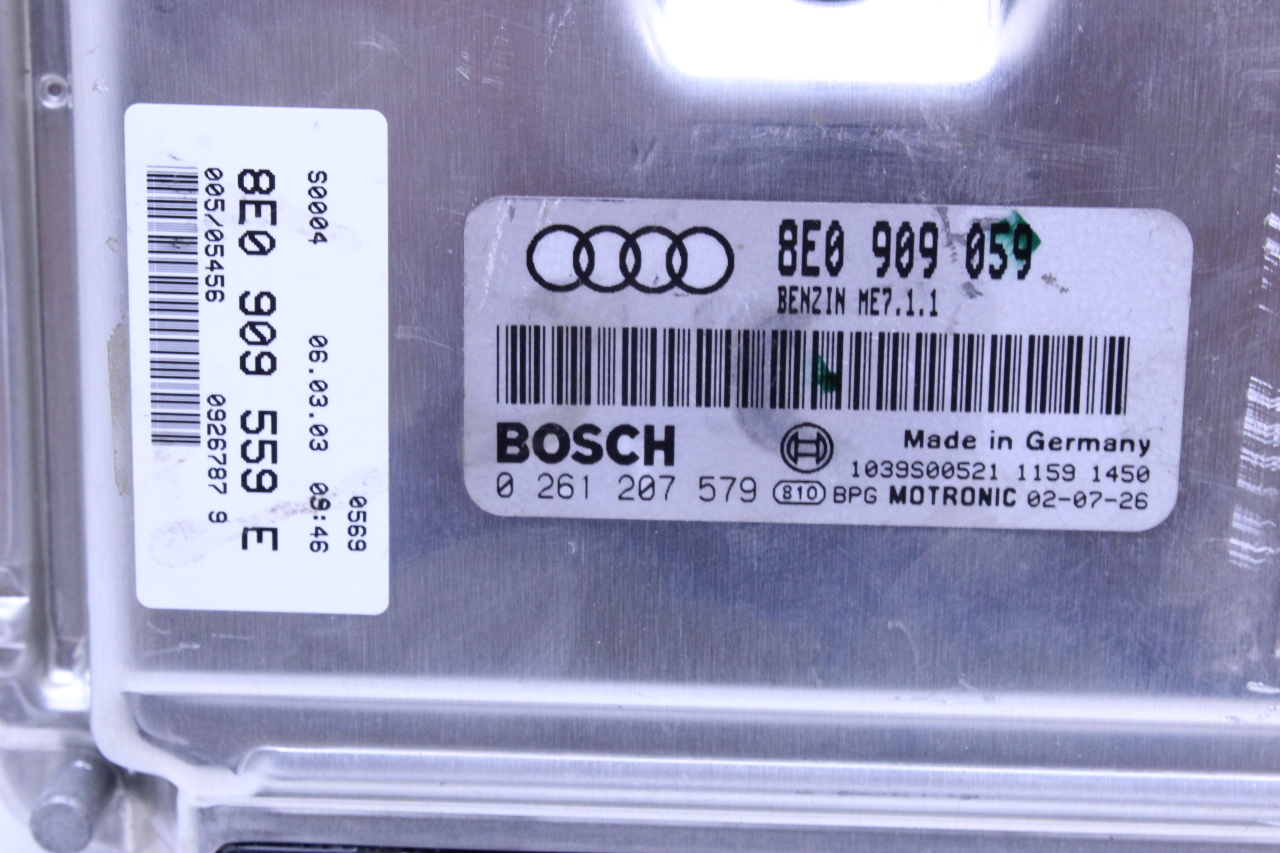 S0004 06.03.03 09:46 0569
8E0 909 559 E
005/05456 0926787 9
8E0 909 059
BENZIN ME7.1.1
BOSCH
Made in Germany
1039S00521 1159 1450
0 261 207 579 810 BPG MOTRONIC 02-07-26